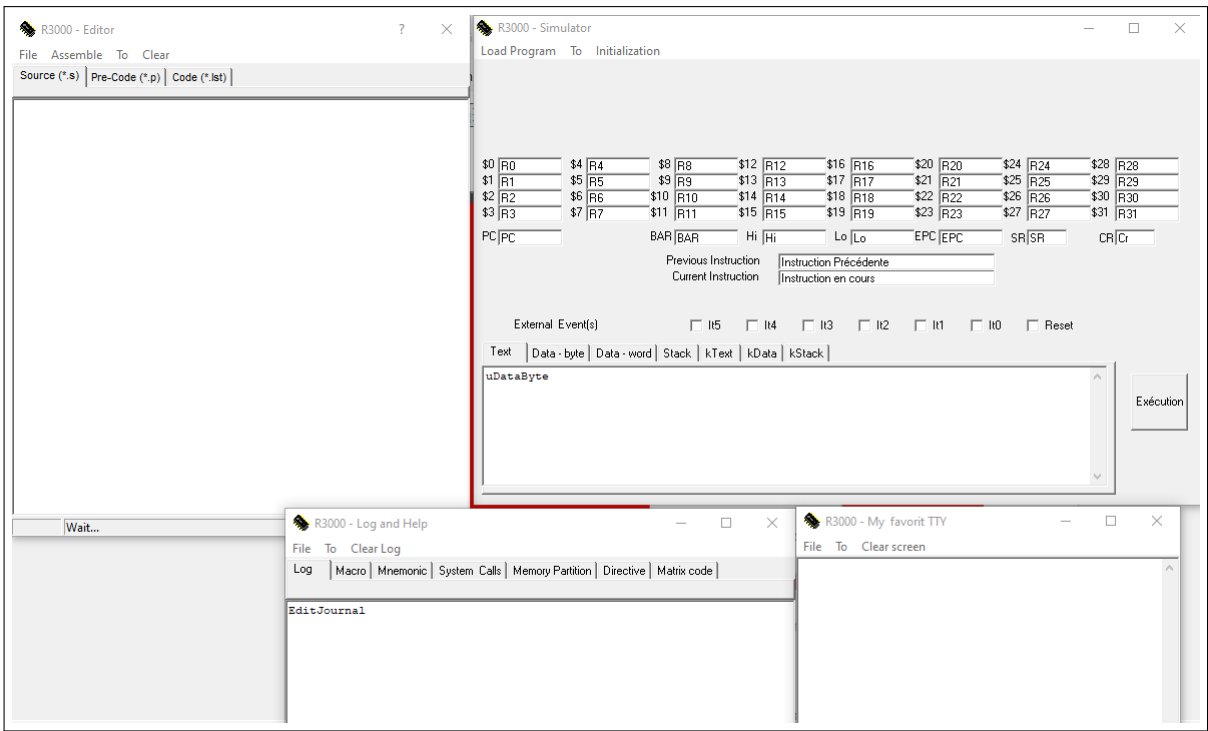 R3000 - Editor ?
File Assemble To Clear
Source (*.s) Pre-Code (*.p) Code (*.lst)
Wait...
R3000 - Simulator
Load Program To Initialization
$0 R0 $4 R4 $8 R8 $12 R12 $16 R16 $20 R20 $24 R24 $28 R28
$1 R1 $5 R5 $9 R9 $13 R13 $17 R17 $21 R21 $25 R25 $29 R29
$2 R2 $6 R6 $10 R10 $14 R14 $18 R18 $22 R22 $26 R26 $30 R30
$3 R3 $7 R7 $11 R11 $15 R15 $19 R19 $23 R23 $27 R27 $31 R31
PC PC BAR BAR Hi Hi Lo Lo EPC EPC SR SR CR Cr
Previous Instruction Instruction Précédente
Current Instruction Instruction en cours
External Event(s) It5 It4 It3 It2 It1 It0 Reset
Text Data - byte Data - word Stack kText kData kStack
uDataByte
Exécution
R3000 - Log and Help
File To Clear Log
Log Macro Mnemonic System Calls Memory Partition Directive Matrix code
EditJournal
R3000 - My favorit TTY
File To Clear screen